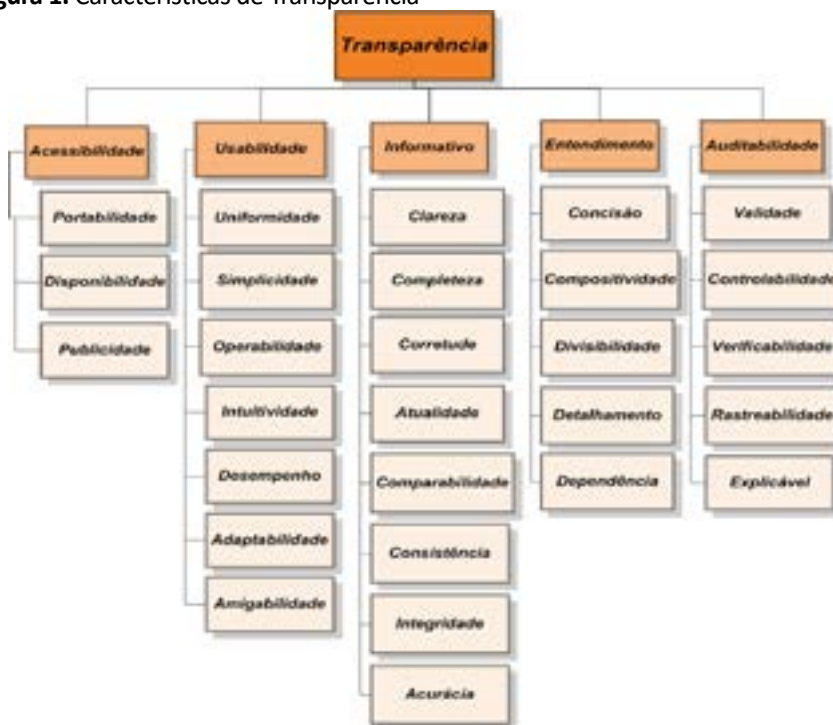 gura 1. Características de Transparência
Transparência
Acessibilidade
Portabilidade
Disponibilidade
Publicidade
Usabilidade
Uniformidade
Simplicidade
Operabilidade
Intuitividade
Desempenho
Adaptabilidade
Amigabilidade
Informativo
Clareza
Completeza
Corretude
Atualidade
Comparabilidade
Consistência
Integridade
Acurácia
Entendimento
Concisão
Compositividade
Divisibilidade
Detalhamento
Dependência
Auditabilidade
Validade
Controlabilidade
Verificabilidade
Rastreabilidade
Explicável